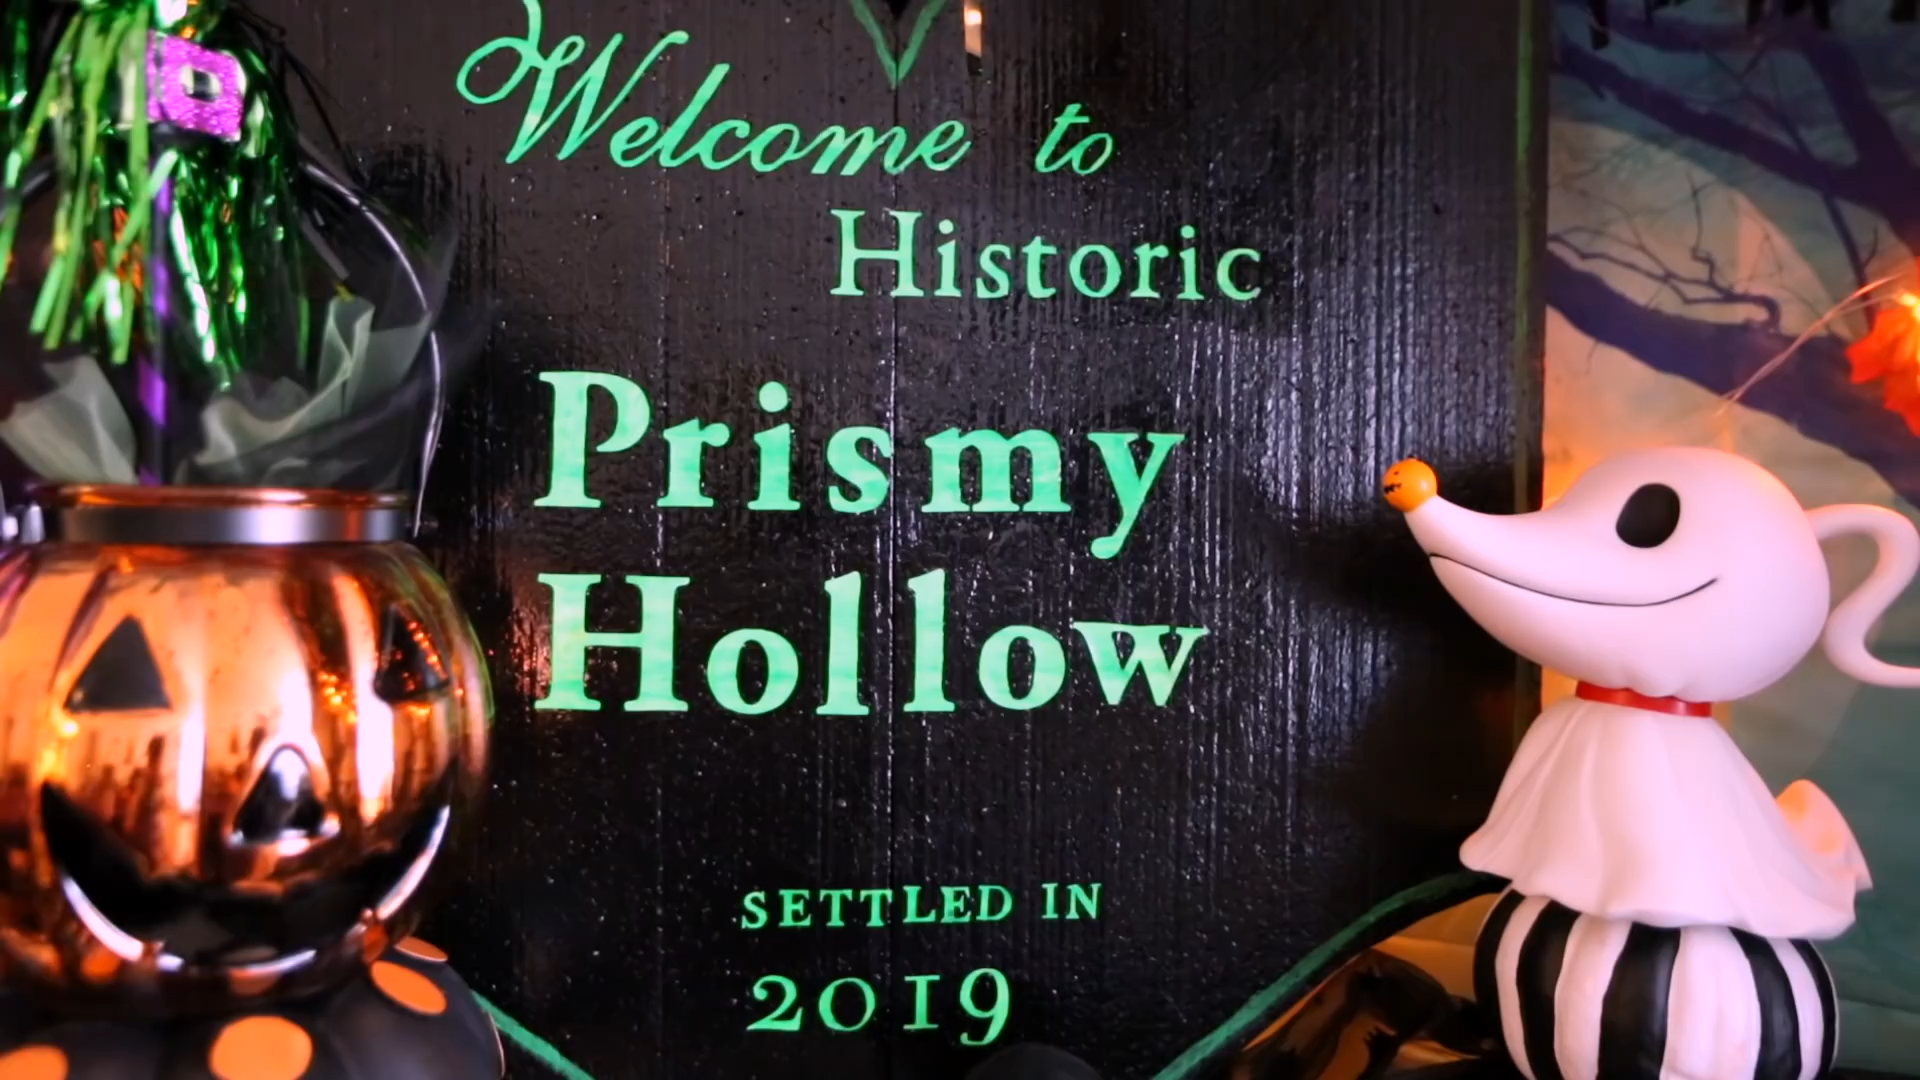 Welcome to
Historic
Prismy
Hollow
SETTLED IN
2019